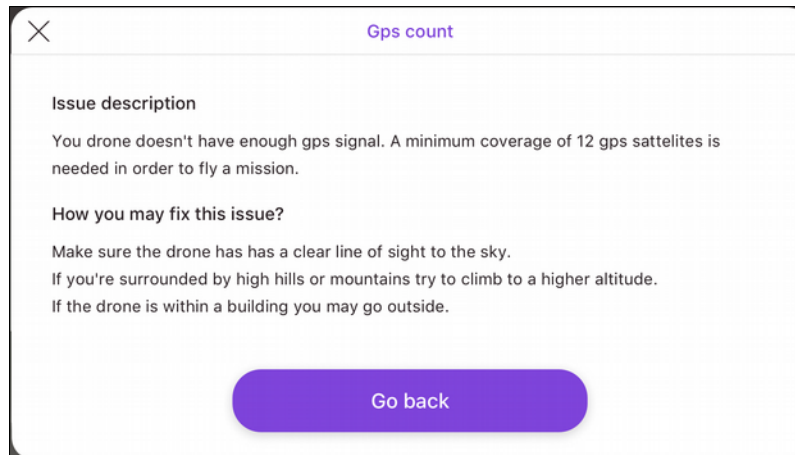 Gps count
Issue description
You drone doesn't have enough gps signal. A minimum coverage of 12 gps sattelites is
needed in order to fly a mission.
How you may fix this issue?
Make sure the drone has has a clear line of sight to the sky.
If you're surrounded by high hills or mountains try to climb to a higher altitude.
If the drone is within a building you may go outside.
Go back